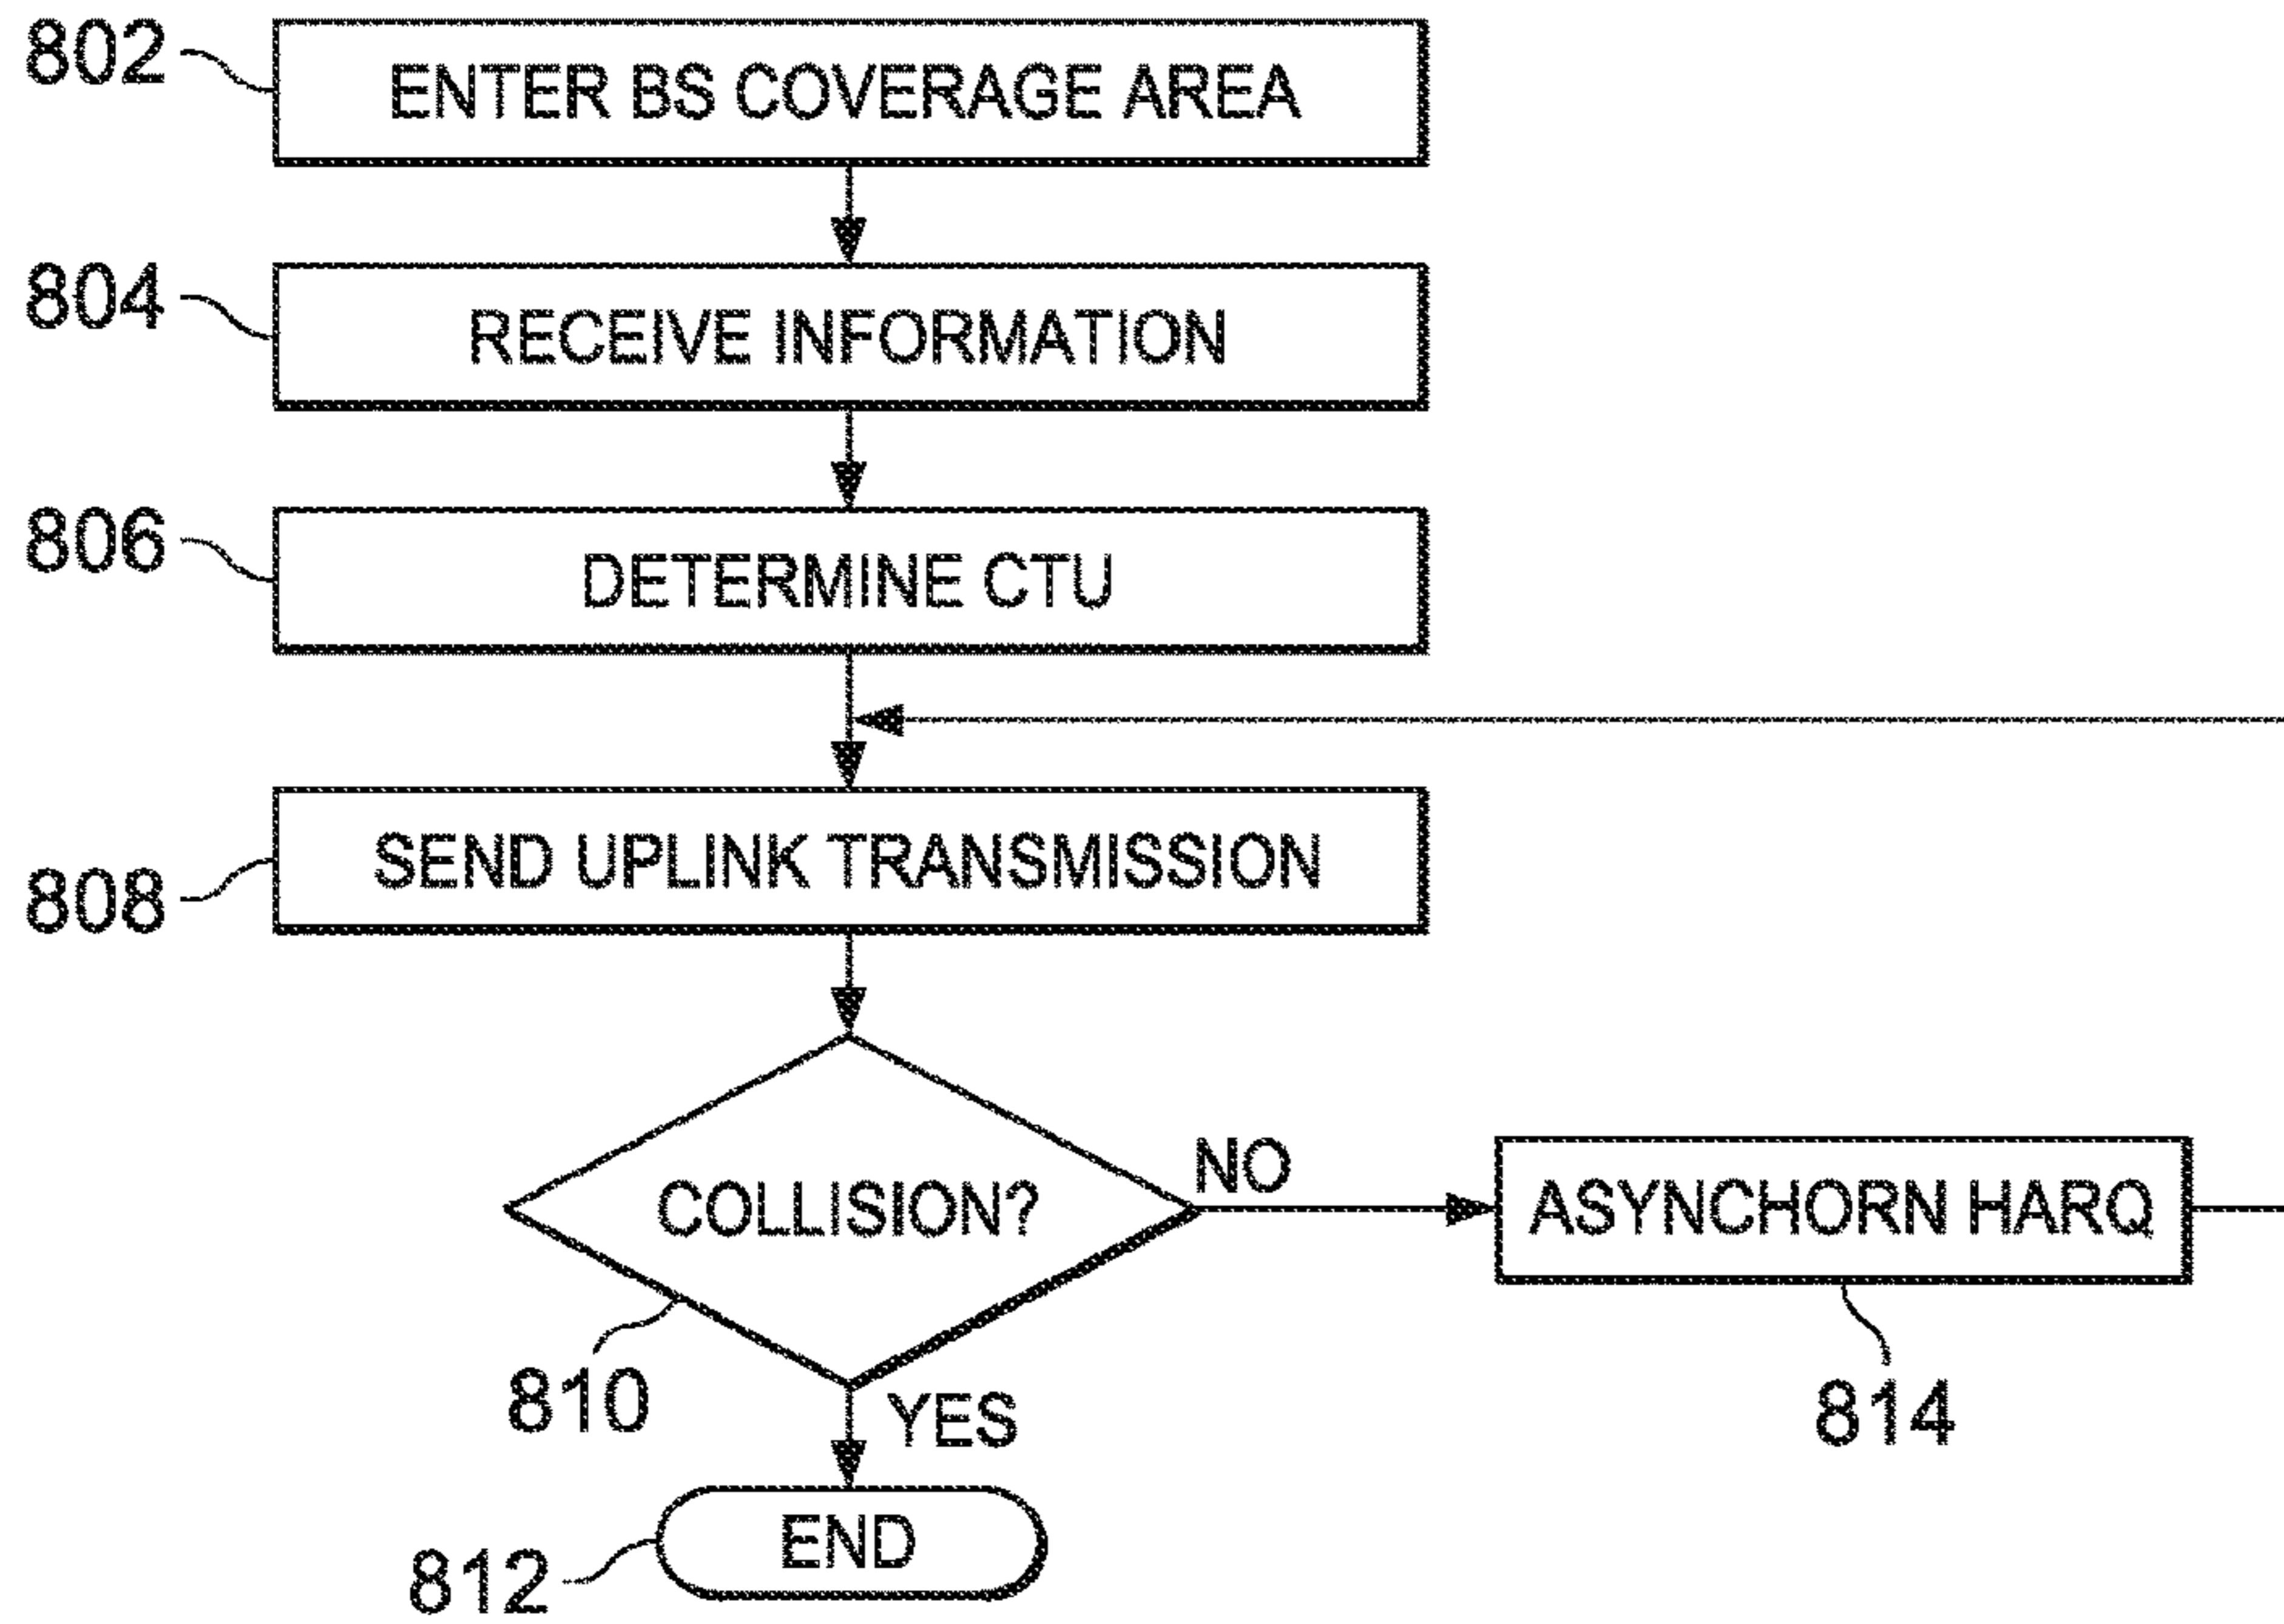 802
ENTER BS COVERAGE AREA
804
RECEIVE INFORMATION
806
DETERMINE CTU
808
SEND UPLINK TRANSMISSION
COLLISION?
NO
ASYNCHORN HARQ
810
YES
814
END
812